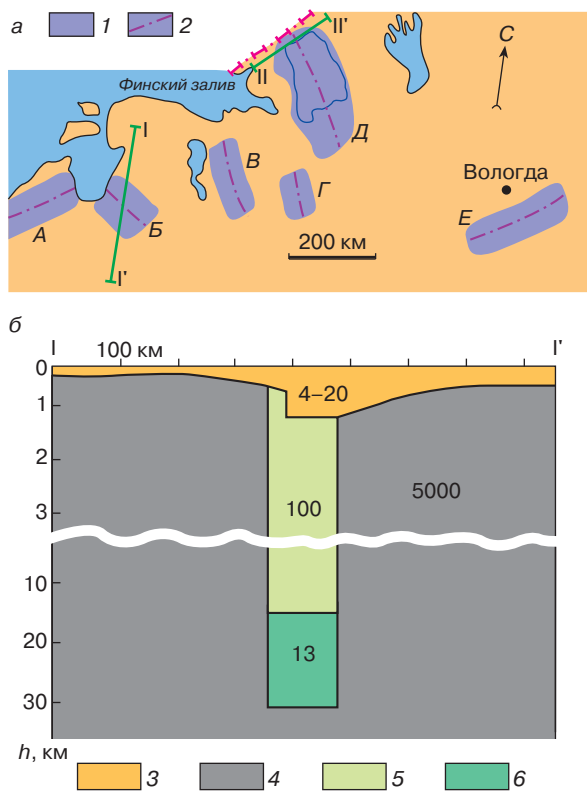 а 1 2
II'
С
Финский залив
II
I
В
Д
Вологда
Г
А
Б
Е
200 км
I'
б
I 100 км I'
0
4–20
1
2
5000
100
3
10
20
13
30
h, км
3 4 5 6